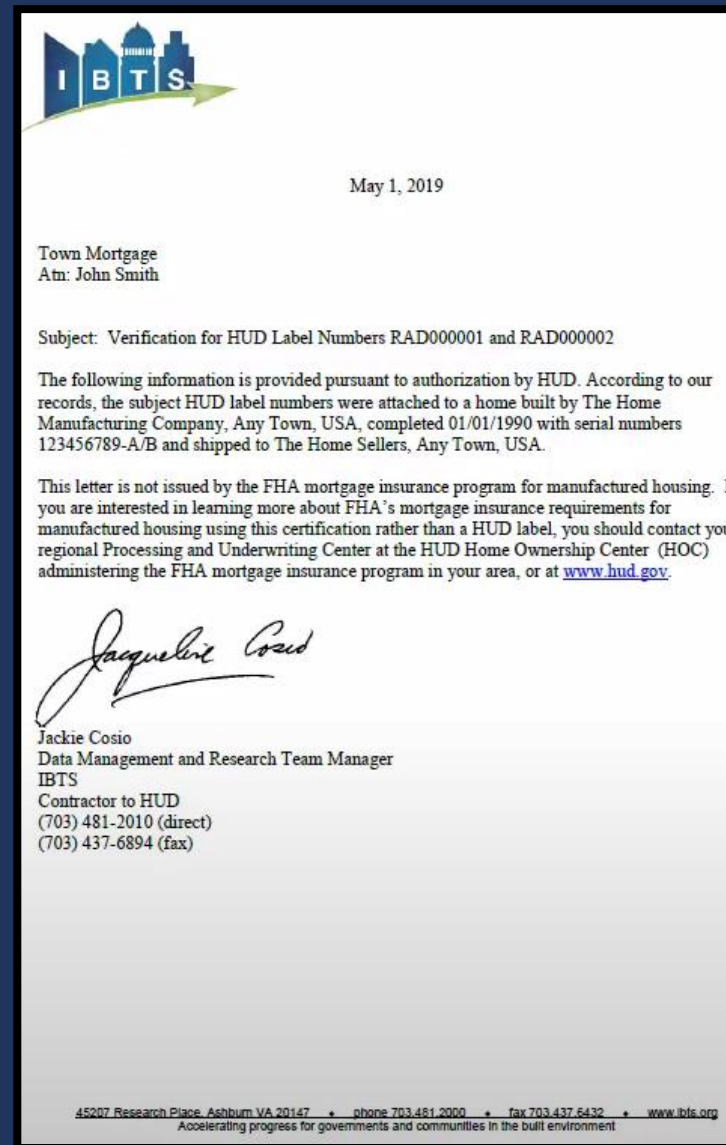 IBTS
May 1, 2019
Town Mortgage
Atn: John Smith
Subject: Verification for HUD Label Numbers RAD000001 and RAD000002
The following information is provided pursuant to authorization by HUD. According to our
records, the subject HUD label numbers were attached to a home built by The Home
Manufacturing Company, Any Town, USA, completed 01/01/1990 with serial numbers
123456789-A/B and shipped to The Home Sellers, Any Town, USA.
This letter is not issued by the FHA mortgage insurance program for manufactured housing.
you are interested in learning more about FHA's mortgage insurance requirements for
manufactured housing using this certification rather than a HUD label, you should contact you
regional Processing and Underwriting Center at the HUD Home Ownership Center (HOC)
administering the FHA mortgage insurance program in your area, or at www.hud.gov.
Jacqueline Cosio
Jackie Cosio
Data Management and Research Team Manager
IBTS
Contractor to HUD
(703) 481-2010 (direct)
(703) 437-6894 (fax)
45207 Research Place, Ashburn VA 20147 • phone 703.481.2000 • fax 703.437.6432 • www.ibts.org
Accelerating progress for governments and communities in the built environment